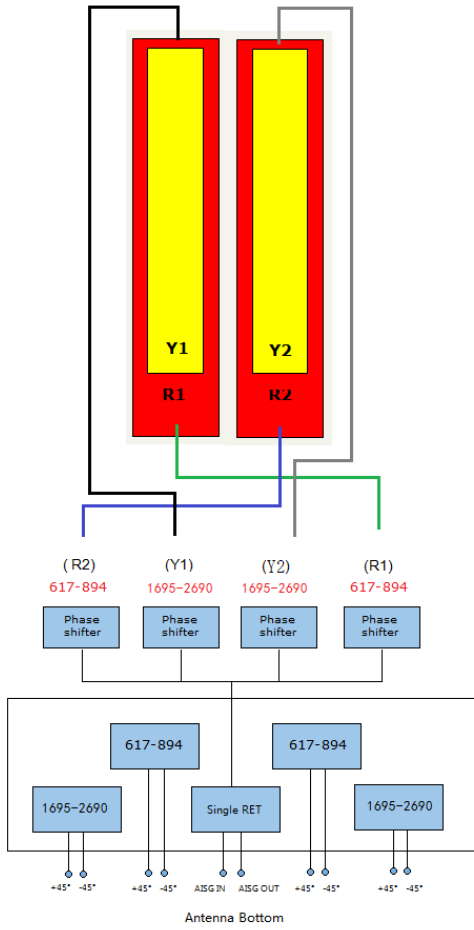 Y1
Y2
R1
R2
( R2)
(Y1)
(Y2)
(R1)
617-894
1695-2690
1695-2690
617-894
Phase
shifter
Phase
shifter
Phase
shifter
Phase
shifter
617-894
617-894
1695-2690
Single RET
1695-2690
+45° -45°
+45° -45°
AISG IN
AISG OUT
+45° -45°
+45° -45°
Antenna Bottom